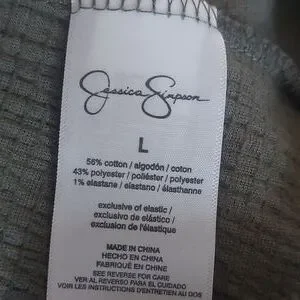 Jessica Simpson
L
56% cotton / algodón / coton
43% polyester / poliéster / polyester
1% elastane / elastano / élasthanne
exclusive of elastic /
exclusivo de elástico /
exclusion de l'élastique
MADE IN CHINA
HECHO EN CHINA
FABRIQUÉ EN CHINE
SEE REVERSE FOR CARE
VER AL REVERSO PARA EL CUIDADO
VOIR LES INSTRUCTIONS D'ENTRETIEN AU DOS